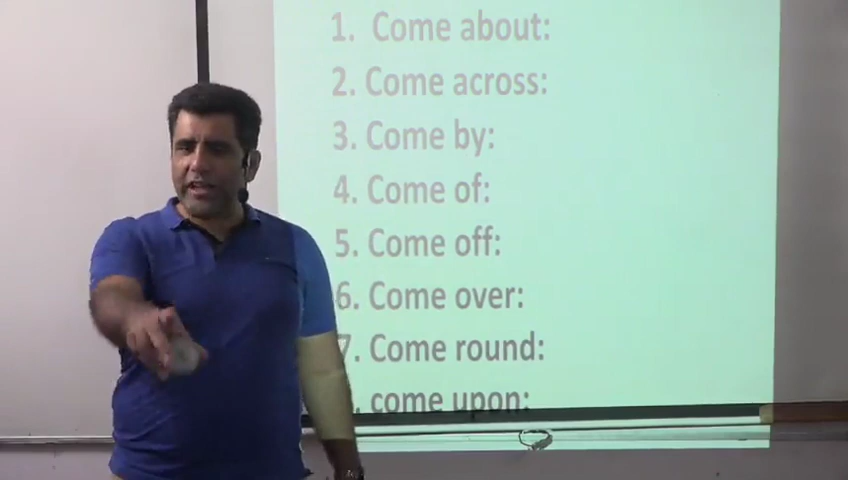 1. Come about:
2. Come across:
3. Come by:
4. Come of:
5. Come off:
6. Come over:
7. Come round:
come upon: